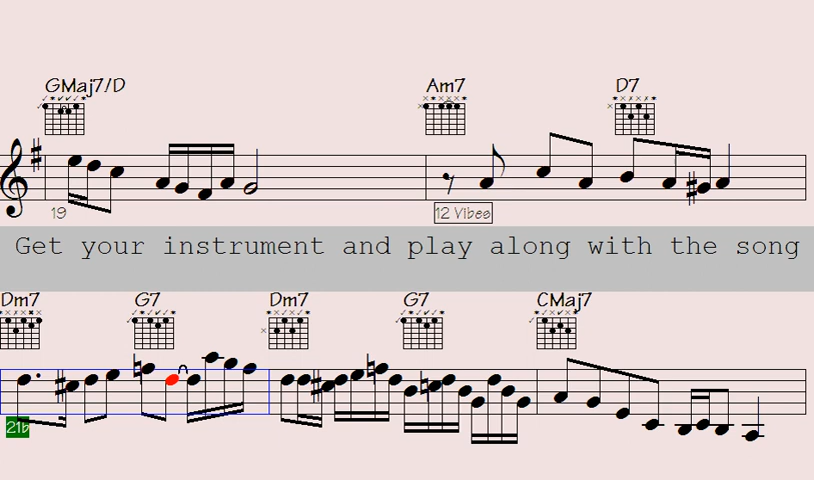 GMaj7/D Am7 D7
19 12 Vibes
Get your instrument and play along with the song
Dm7 G7 Dm7 G7 CMaj7
21b